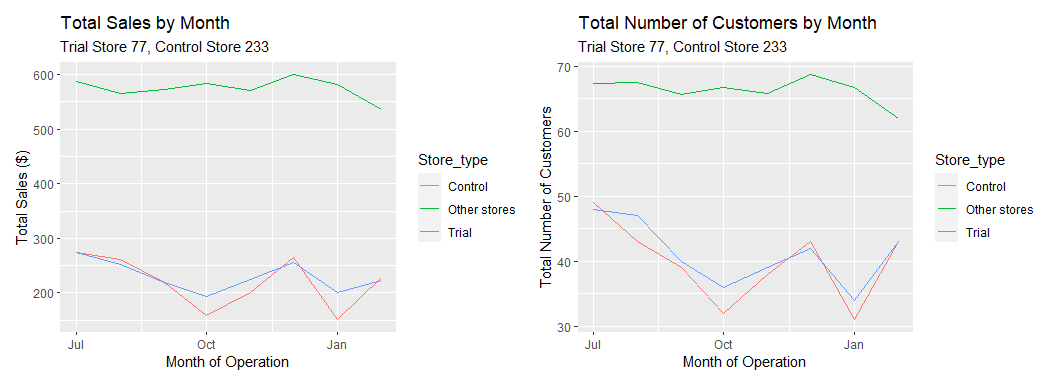 Total Sales by Month
Trial Store 77, Control Store 233
Total Sales ($)
600
500
400
300
200
Jul
Oct
Jan
Month of Operation
Store_type
Control
Other stores
Trial
Total Number of Customers by Month
Trial Store 77, Control Store 233
Total Number of Customers
70
60
50
40
30
Jul
Oct
Jan
Month of Operation
Store_type
Control
Other stores
Trial